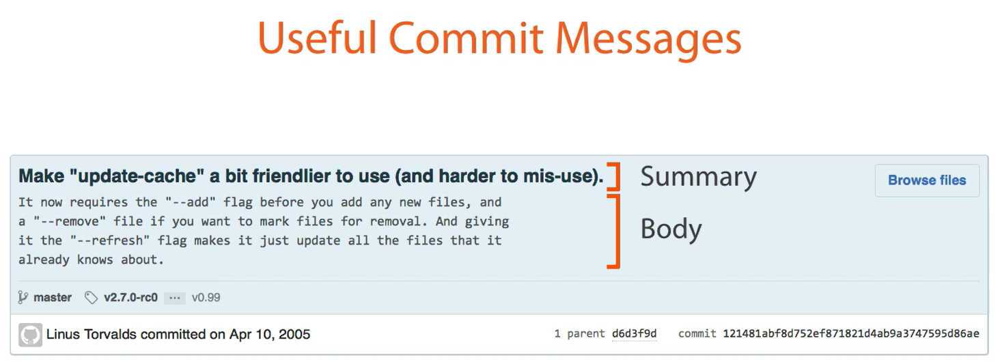 Useful Commit Messages
Make "update-cache" a bit friendlier to use (and harder to mis-use).
Summary
Browse files
It now requires the "--add" flag before you add any new files, and
a "--remove" file if you want to mark files for removal. And giving
it the "--refresh" flag makes it just update all the files that it
already knows about.
Body
master v2.7.0-rc0 ... v0.99
Linus Torvalds committed on Apr 10, 2005
1 parent d6d3f9d commit 121481abf8d752ef871821d4ab9a3747595d86ae